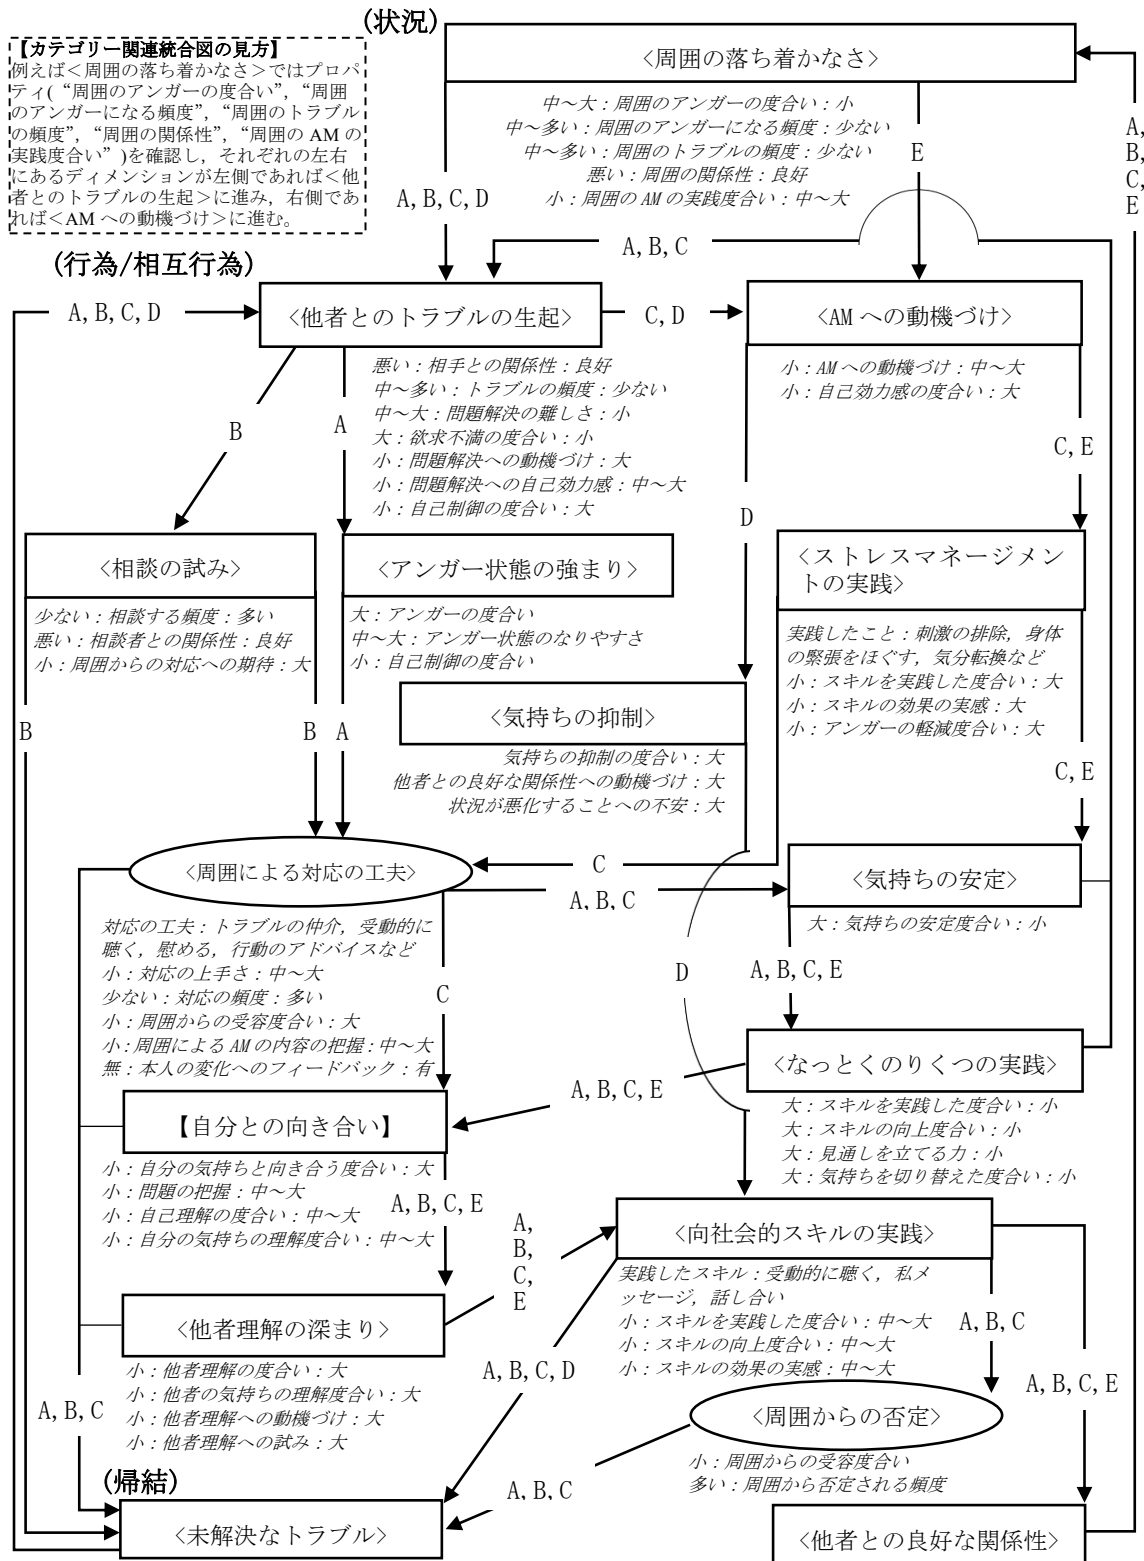 (状況)
【カテゴリー関連統合図の見方】
例えば＜周囲の落ち着かなさ＞ではプロパ
ティ( “周囲のアンガーの度合い”, “周囲
のアンガーになる頻度”, “周囲のトラブル
の頻度”, “周囲の関係性”, “周囲の AM の
実践度合い” )を確認し，それぞれの左右
にあるディメンションが左側であれば＜他
者とのトラブルの生起＞に進み，右側であ
れば＜AM への動機づけ＞に進む。
＜周囲の落ち着かなさ＞
中～大：周囲のアンガーの度合い：小
中～多い：周囲のアンガーになる頻度：少ない
中～多い：周囲のトラブルの頻度：少ない
悪い：周囲の関係性：良好
小：周囲の AM の実践度合い：中～大
A, B, C, D
E
A,
B,
C,
E
A, B, C
(行為/相互行為)
A, B, C, D
＜他者とのトラブルの生起＞
C, D
＜AM への動機づけ＞
悪い：相手との関係性：良好
中～多い：トラブルの頻度：少ない
中～大：問題解決の難しさ：小
大：欲求不満の度合い：小
小：問題解決への動機づけ：大
小：問題解決への自己効力感：中～大
小：自己制御の度合い：大
小：AM への動機づけ：中～大
小：自己効力感の度合い：大
B
A
C, E
D
＜相談の試み＞
＜アンガー状態の強まり＞
＜ストレスマネージメン
トの実践＞
少ない：相談する頻度：多い
悪い：相談者との関係性：良好
小：周囲からの対応への期待：大
大：アンガーの度合い
中～大：アンガー状態のなりやすさ
小：自己制御の度合い
実践したこと：刺激の排除，身体
の緊張をほぐす，気分転換など
小：スキルを実践した度合い：大
小：スキルの効果の実感：大
小：アンガーの軽減度合い：大
＜気持ちの抑制＞
気持ちの抑制の度合い：大
他者との良好な関係性への動機づけ：大
状況が悪化することへの不安：大
B
B
A
C, E
＜周囲による対応の工夫＞
C
＜気持ちの安定＞
A, B, C
大：気持ちの安定度合い：小
対応の工夫：トラブルの仲介，受動的に
聴く，慰める，行動のアドバイスなど
小：対応の上手さ：中～大
少ない：対応の頻度：多い
小：周囲からの受容度合い：大
小：周囲による AM の内容の把握：中～大
無：本人の変化へのフィードバック：有
C
D
A, B, C, E
＜なっとくのりくつの実践＞
A, B, C, E
大：スキルを実践した度合い：小
大：スキルの向上度合い：小
大：見通しを立てる力：小
大：気持ちを切り替えた度合い：小
【自分との向き合い】
小：自分の気持ちと向き合う度合い：大
小：問題の把握：中～大
小：自己理解の度合い：中～大
小：自分の気持ちの理解度合い：中～大
A, B, C, E
A,
B,
C,
E
＜向社会的スキルの実践＞
実践したスキル：受動的に聴く，私メ
ッセージ，話し合い
小：スキルを実践した度合い：中～大
小：スキルの向上度合い：中～大
小：スキルの効果の実感：中～大
A, B, C
＜他者理解の深まり＞
小：他者理解の度合い：大
小：他者の気持ちの理解度合い：大
小：他者理解への動機づけ：大
小：他者理解への試み：大
A, B, C, D
A, B, C, E
A, B, C
＜周囲からの否定＞
小：周囲からの受容度合い
多い：周囲から否定される頻度
(帰結)
A, B, C
＜未解決なトラブル＞
＜他者との良好な関係性＞